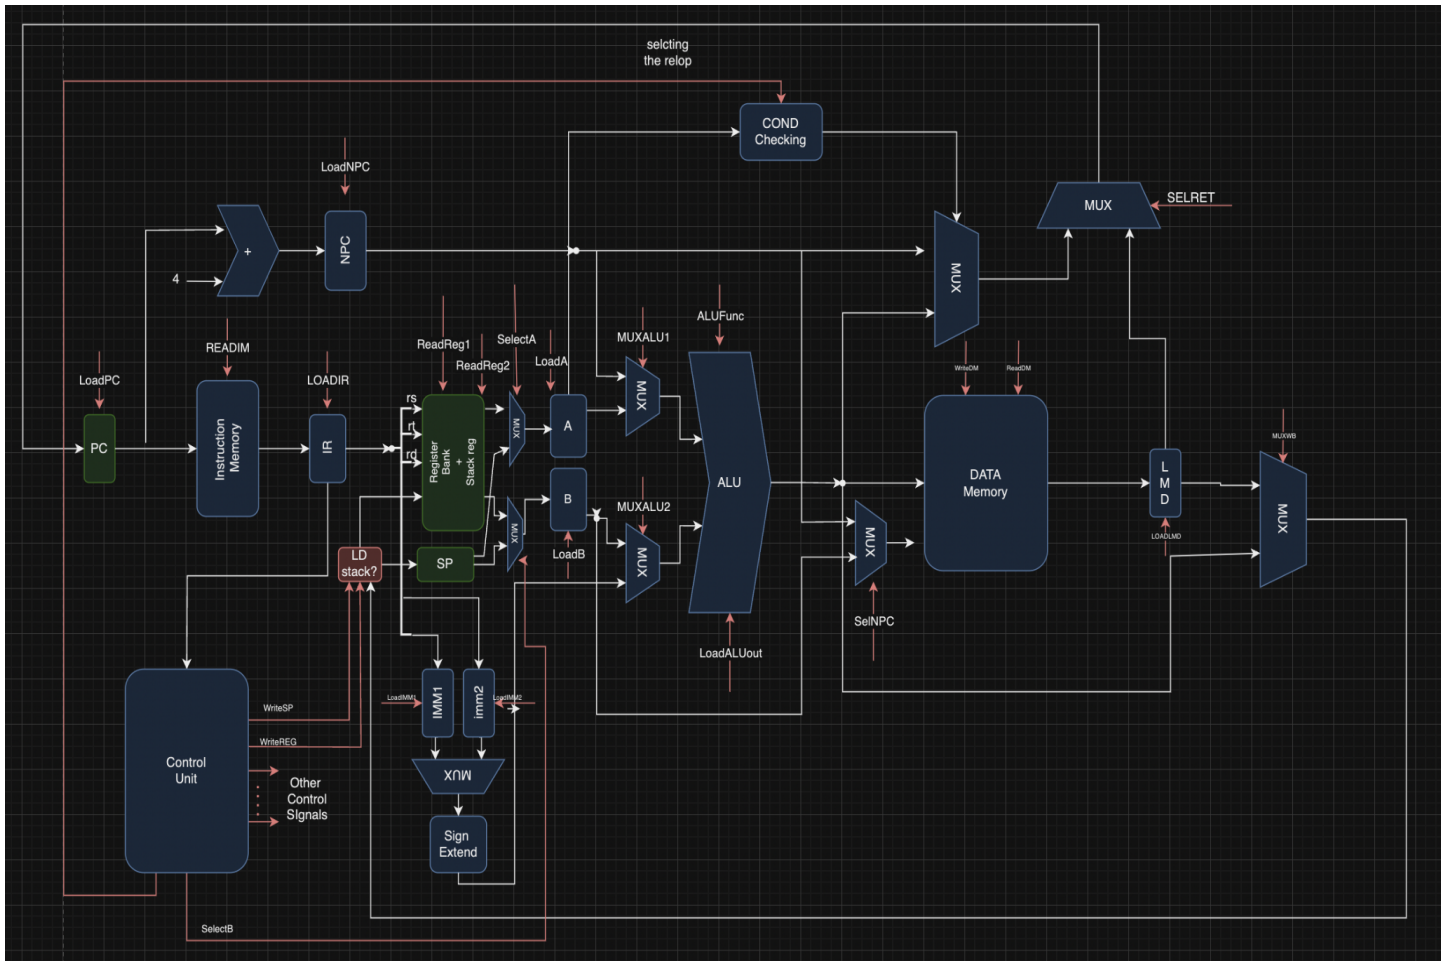 selcting
the relop
COND
Checking
LoadNPC
MUX
SELRET
NPC
+
4
MUX
ALUFunc
SelectA
MUXALU1
ReadReg1
READIM
LoadA
ReadReg2
WriteDM
ReadDM
LoadPC
LOADIR
rs
MUX
MUX
A
rt
MUXWB
PC
Instruction
Memory
IR
rd
Register
Bank
+
Stack reg
ALU
DATA
Memory
L
M
D
B
MUXALU2
MUX
MUX
MUX
MUX
LOADLMD
LoadB
LD
stack?
SP
SelNPC
LoadALUout
LoadIMM1
IMM1
imm2
LoadIMM2
WriteSP
WriteREG
Control
Unit
MUX
Other
Control
SIgnals
Sign
Extend
SelectB